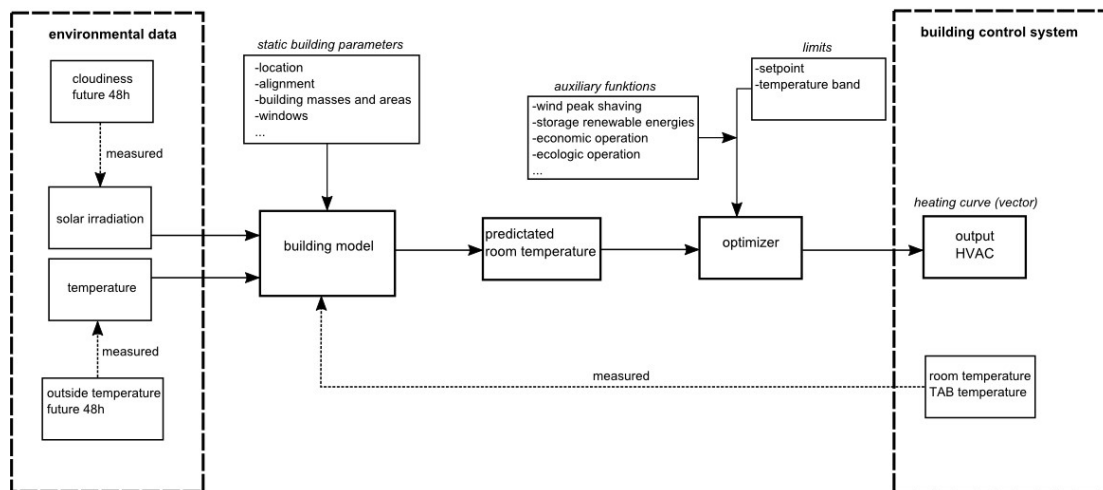 environmental data
cloudiness
future 48h
measured
solar irradiation
temperature
measured
outside temperature
future 48h
static building parameters
-location
-alignment
-building masses and areas
-windows
...
building model
predictated
room temperature
auxiliary funktions
-wind peak shaving
-storage renewable energies
-economic operation
-ecologic operation
...
limits
-setpoint
-temperature band
optimizer
measured
building control system
heating curve (vector)
output
HVAC
room temperature
TAB temperature